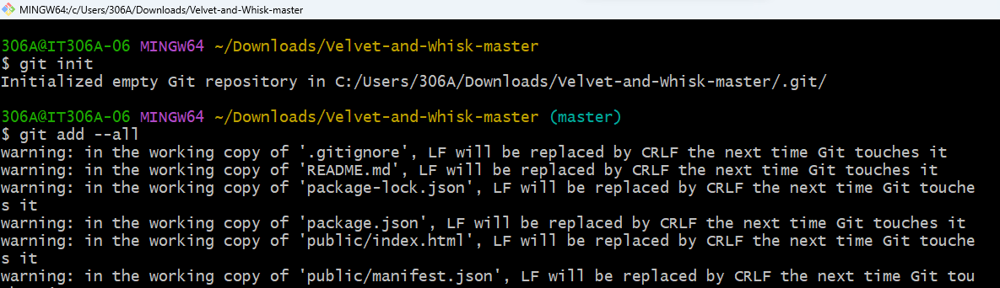 MINGW64:/c/Users/306A/Downloads/Velvet-and-Whisk-master
306A@IT306A-06 MINGW64 ~/Downloads/Velvet-and-Whisk-master
$ git init
Initialized empty Git repository in C:/Users/306A/Downloads/Velvet-and-Whisk-master/.git/
306A@IT306A-06 MINGW64 ~/Downloads/Velvet-and-Whisk-master (master)
$ git add --all
warning: in the working copy of '.gitignore', LF will be replaced by CRLF the next time Git touches it
warning: in the working copy of 'README.md', LF will be replaced by CRLF the next time Git touches it
warning: in the working copy of 'package-lock.json', LF will be replaced by CRLF the next time Git touche
s it
warning: in the working copy of 'package.json', LF will be replaced by CRLF the next time Git touches it
warning: in the working copy of 'public/index.html', LF will be replaced by CRLF the next time Git touche
s it
warning: in the working copy of 'public/manifest.json', LF will be replaced by CRLF the next time Git tou